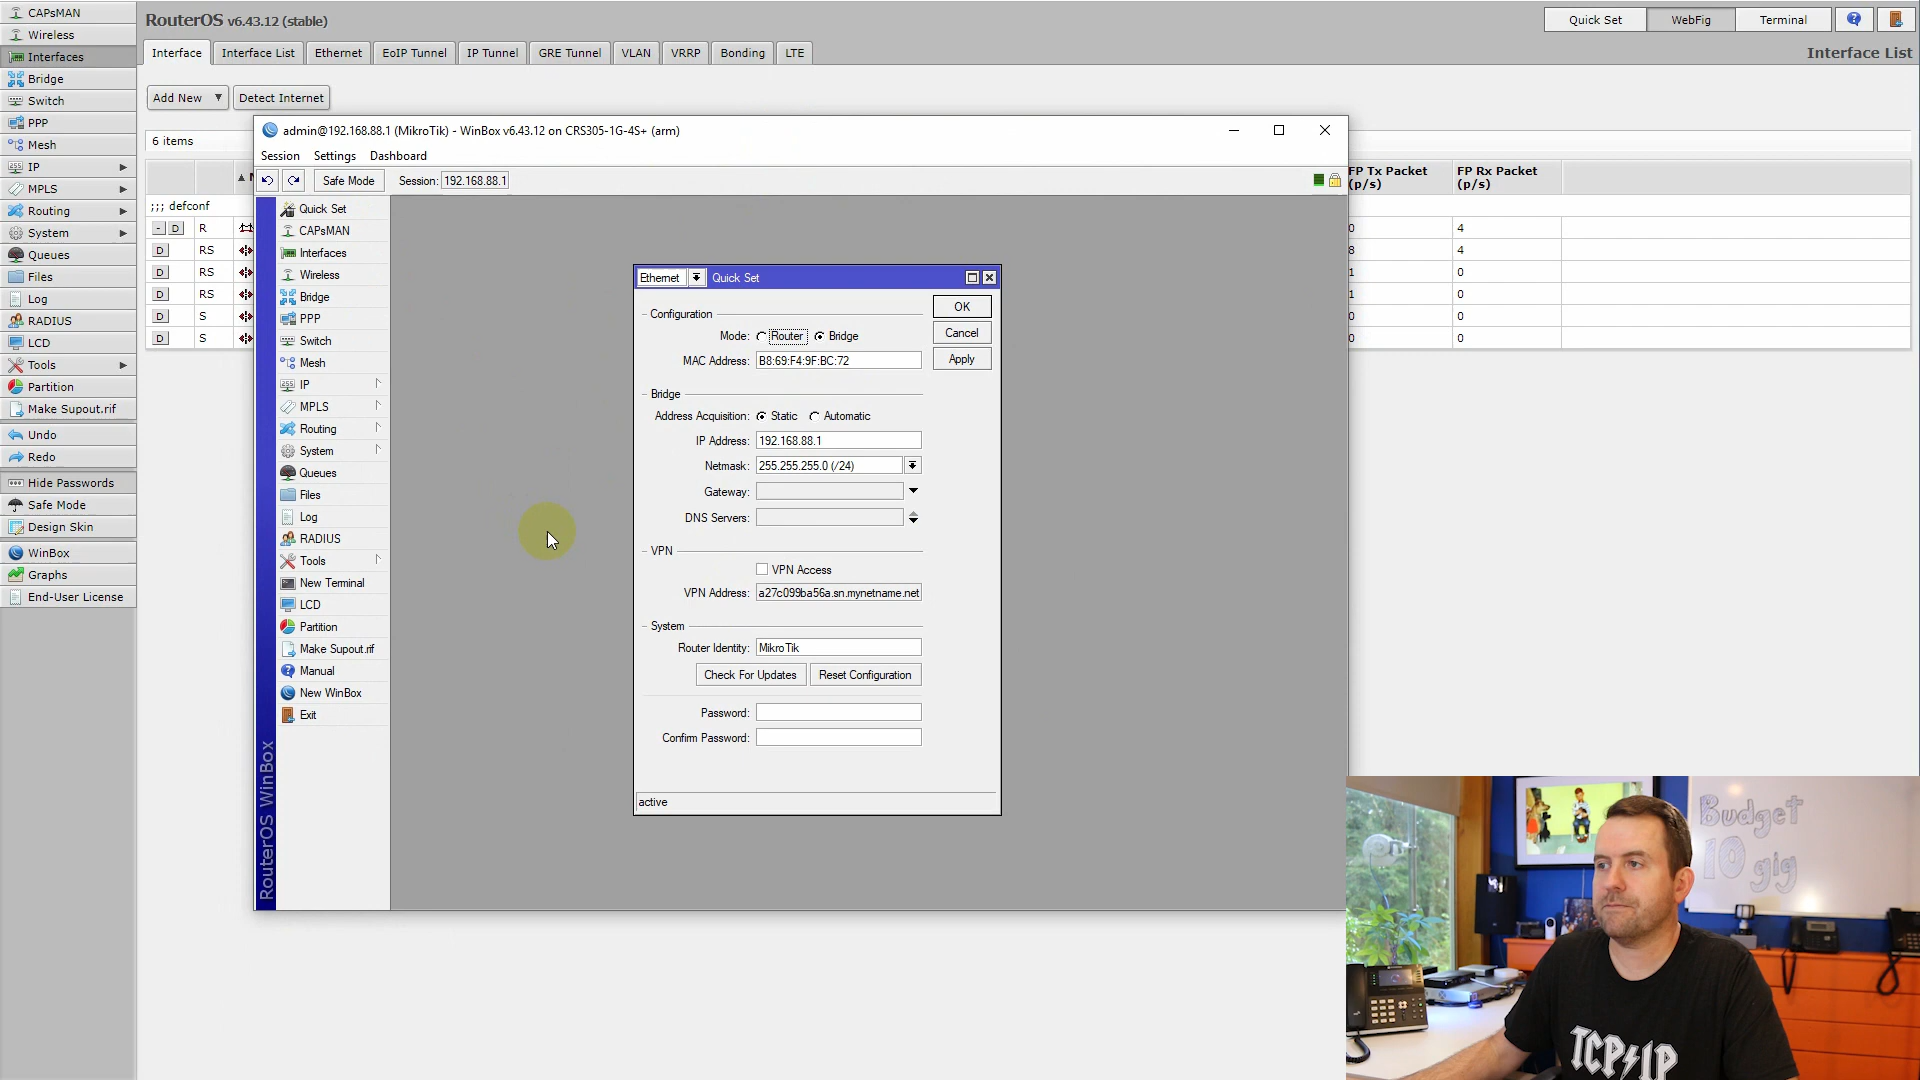 CAPsMAN
Wireless
Interfaces
Bridge
Switch
PPP
Mesh
IP
MPLS
Routing
System
Queues
Files
Log
RADIUS
LCD
Tools
Partition
Make Supout.rif
Undo
Redo
Hide Passwords
Safe Mode
Design Skin
WinBox
Graphs
End-User License
RouterOS v6.43.12 (stable)
Quick Set WebFig Terminal
Interface Interface List Ethernet EoIP Tunnel IP Tunnel GRE Tunnel VLAN VRRP Bonding LTE
Interface List
Add New Detect Internet
6 items
FP Tx Packet (p/s) FP Rx Packet (p/s)
;;; defconf
- D R 0 4
D RS 8 4
D RS 1 0
D RS 1 0
D S 0 0
D S 0 0
admin@192.168.88.1 (MikroTik) - WinBox v6.43.12 on CRS305-1G-4S+ (arm)
Session Settings Dashboard
Safe Mode Session: 192.168.88.1
Quick Set
CAPsMAN
Interfaces
Wireless
Bridge
PPP
Switch
Mesh
IP
MPLS
Routing
System
Queues
Files
Log
RADIUS
Tools
New Terminal
LCD
Partition
Make Supout.rif
Manual
New WinBox
Exit
RouterOS WinBox
Ethernet Quick Set
Configuration
Mode: Router Bridge
MAC Address: B8:69:F4:9F:BC:72
Bridge
Address Acquisition: Static Automatic
IP Address: 192.168.88.1
Netmask: 255.255.255.0 (/24)
Gateway:
DNS Servers:
VPN
VPN Access
VPN Address: a27c099ba56a.sn.mynetname.net
System
Router Identity: MikroTik
Check For Updates Reset Configuration
Password:
Confirm Password:
active
OK
Cancel
Apply
Budget
10 gig
TCP/IP